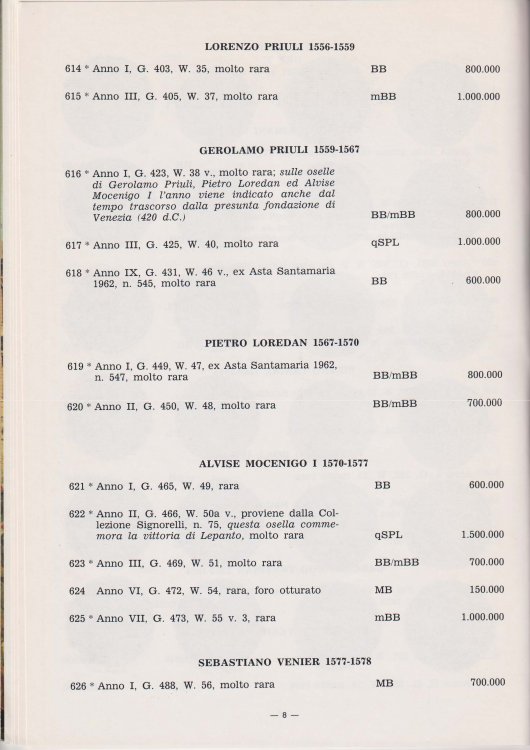 LORENZO PRIULI 1556-1559
614 * Anno I, G. 403, W. 35, molto rara BB 800.000
615 * Anno III, G. 405, W. 37, molto rara mBB 1.000.000
GEROLAMO PRIULI 1559-1567
616 * Anno I, G. 423, W. 38 v., molto rara; sulle oselle
di Gerolamo Priuli, Pietro Loredan ed Alvise
Mocenigo I l'anno viene indicato anche dal
tempo trascorso dalla presunta fondazione di
Venezia (420 d.C.) BB/mBB 800.000
617 * Anno III, G. 425, W. 40, molto rara qSPL 1.000.000
618 * Anno IX, G. 431, W. 46 v., ex Asta Santamaria
1962, n. 545, molto rara BB 600.000
PIETRO LOREDAN 1567-1570
619 * Anno I, G. 449, W. 47, ex Asta Santamaria 1962,
n. 547, molto rara BB/mBB 800.000
620 * Anno II, G. 450, W. 48, molto rara BB/mBB 700.000
ALVISE MOCENIGO I 1570-1577
621 * Anno I, G. 465, W. 49, rara BB 600.000
622 * Anno II, G. 466, W. 50a v., proviene dalla Col-
lezione Signorelli, n. 75, questa osella comme-
mora la vittoria di Lepanto, molto rara qSPL 1.500.000
623 * Anno III, G. 469, W. 51, molto rara BB/mBB 700.000
624 Anno VI, G. 472, W. 54, rara, foro otturato MB 150.000
625 * Anno VII, G. 473, W. 55 v. 3, rara mBB 1.000.000
SEBASTIANO VENIER 1577-1578
626 * Anno I, G. 488, W. 56, molto rara MB 700.000
— 8 —